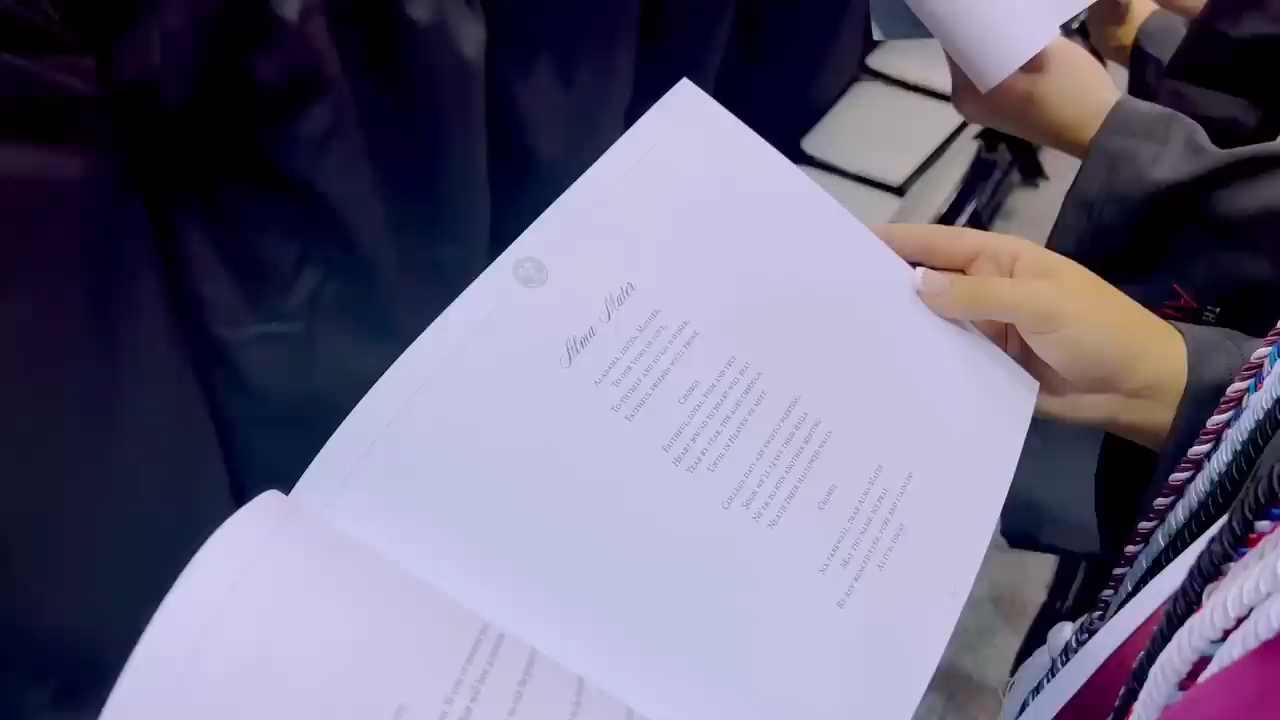 Alma Mater
ALABAMA, LISTEN, MOTHER,
TO OUR VOWS OF LOVE,
TO THYSELF AND TO EACH OTHER,
FAITHFUL FRIENDS WE'LL PROVE.
CHORUS
FAITHFUL, LOYAL, FIRM AND TRUE
HEART BOUND TO HEART WILL BEAT
YEAR BY YEAR, THE AGES THROUGH
UNTIL IN HEAVEN WE MEET.
COLLEGE DAYS ARE SWIFTLY FLEETING,
SOON WE'LL LEAVE THEIR HALLS
NE'ER TO JOIN ANOTHER MEETING
NEATH THEIR HALLOWED WALLS.
CHORUS
SO, FAREWELL, DEAR ALMA MATER
MAY THY NAME, WE PRAY,
BE REVERENCED EVER, PURE AND STAINLESS
AS IT IS TODAY.
TH
A